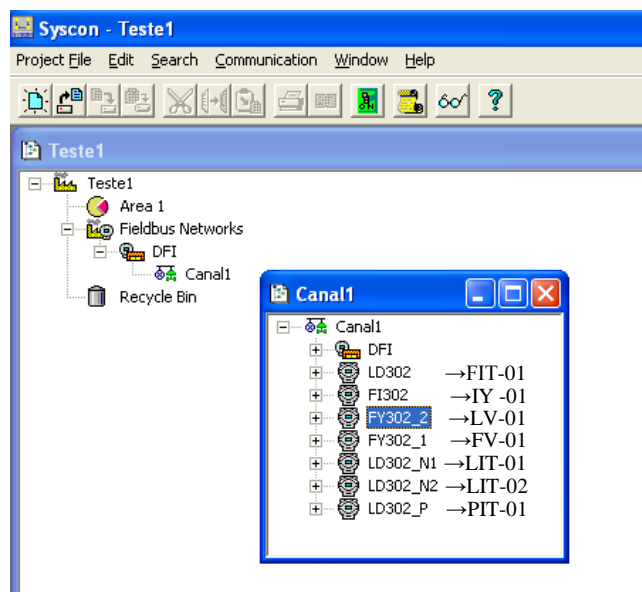 Syscon - Teste1
Project File Edit Search Communication Window Help
Teste1
Teste1
Area 1
Fieldbus Networks
DFI
Canal1
Recycle Bin
Canal1
Canal1
DFI
LD302 →FIT-01
FI302 →IY -01
FY302_2 →LV-01
FY302_1 →FV-01
LD302_N1 →LIT-01
LD302_N2 →LIT-02
LD302_P →PIT-01